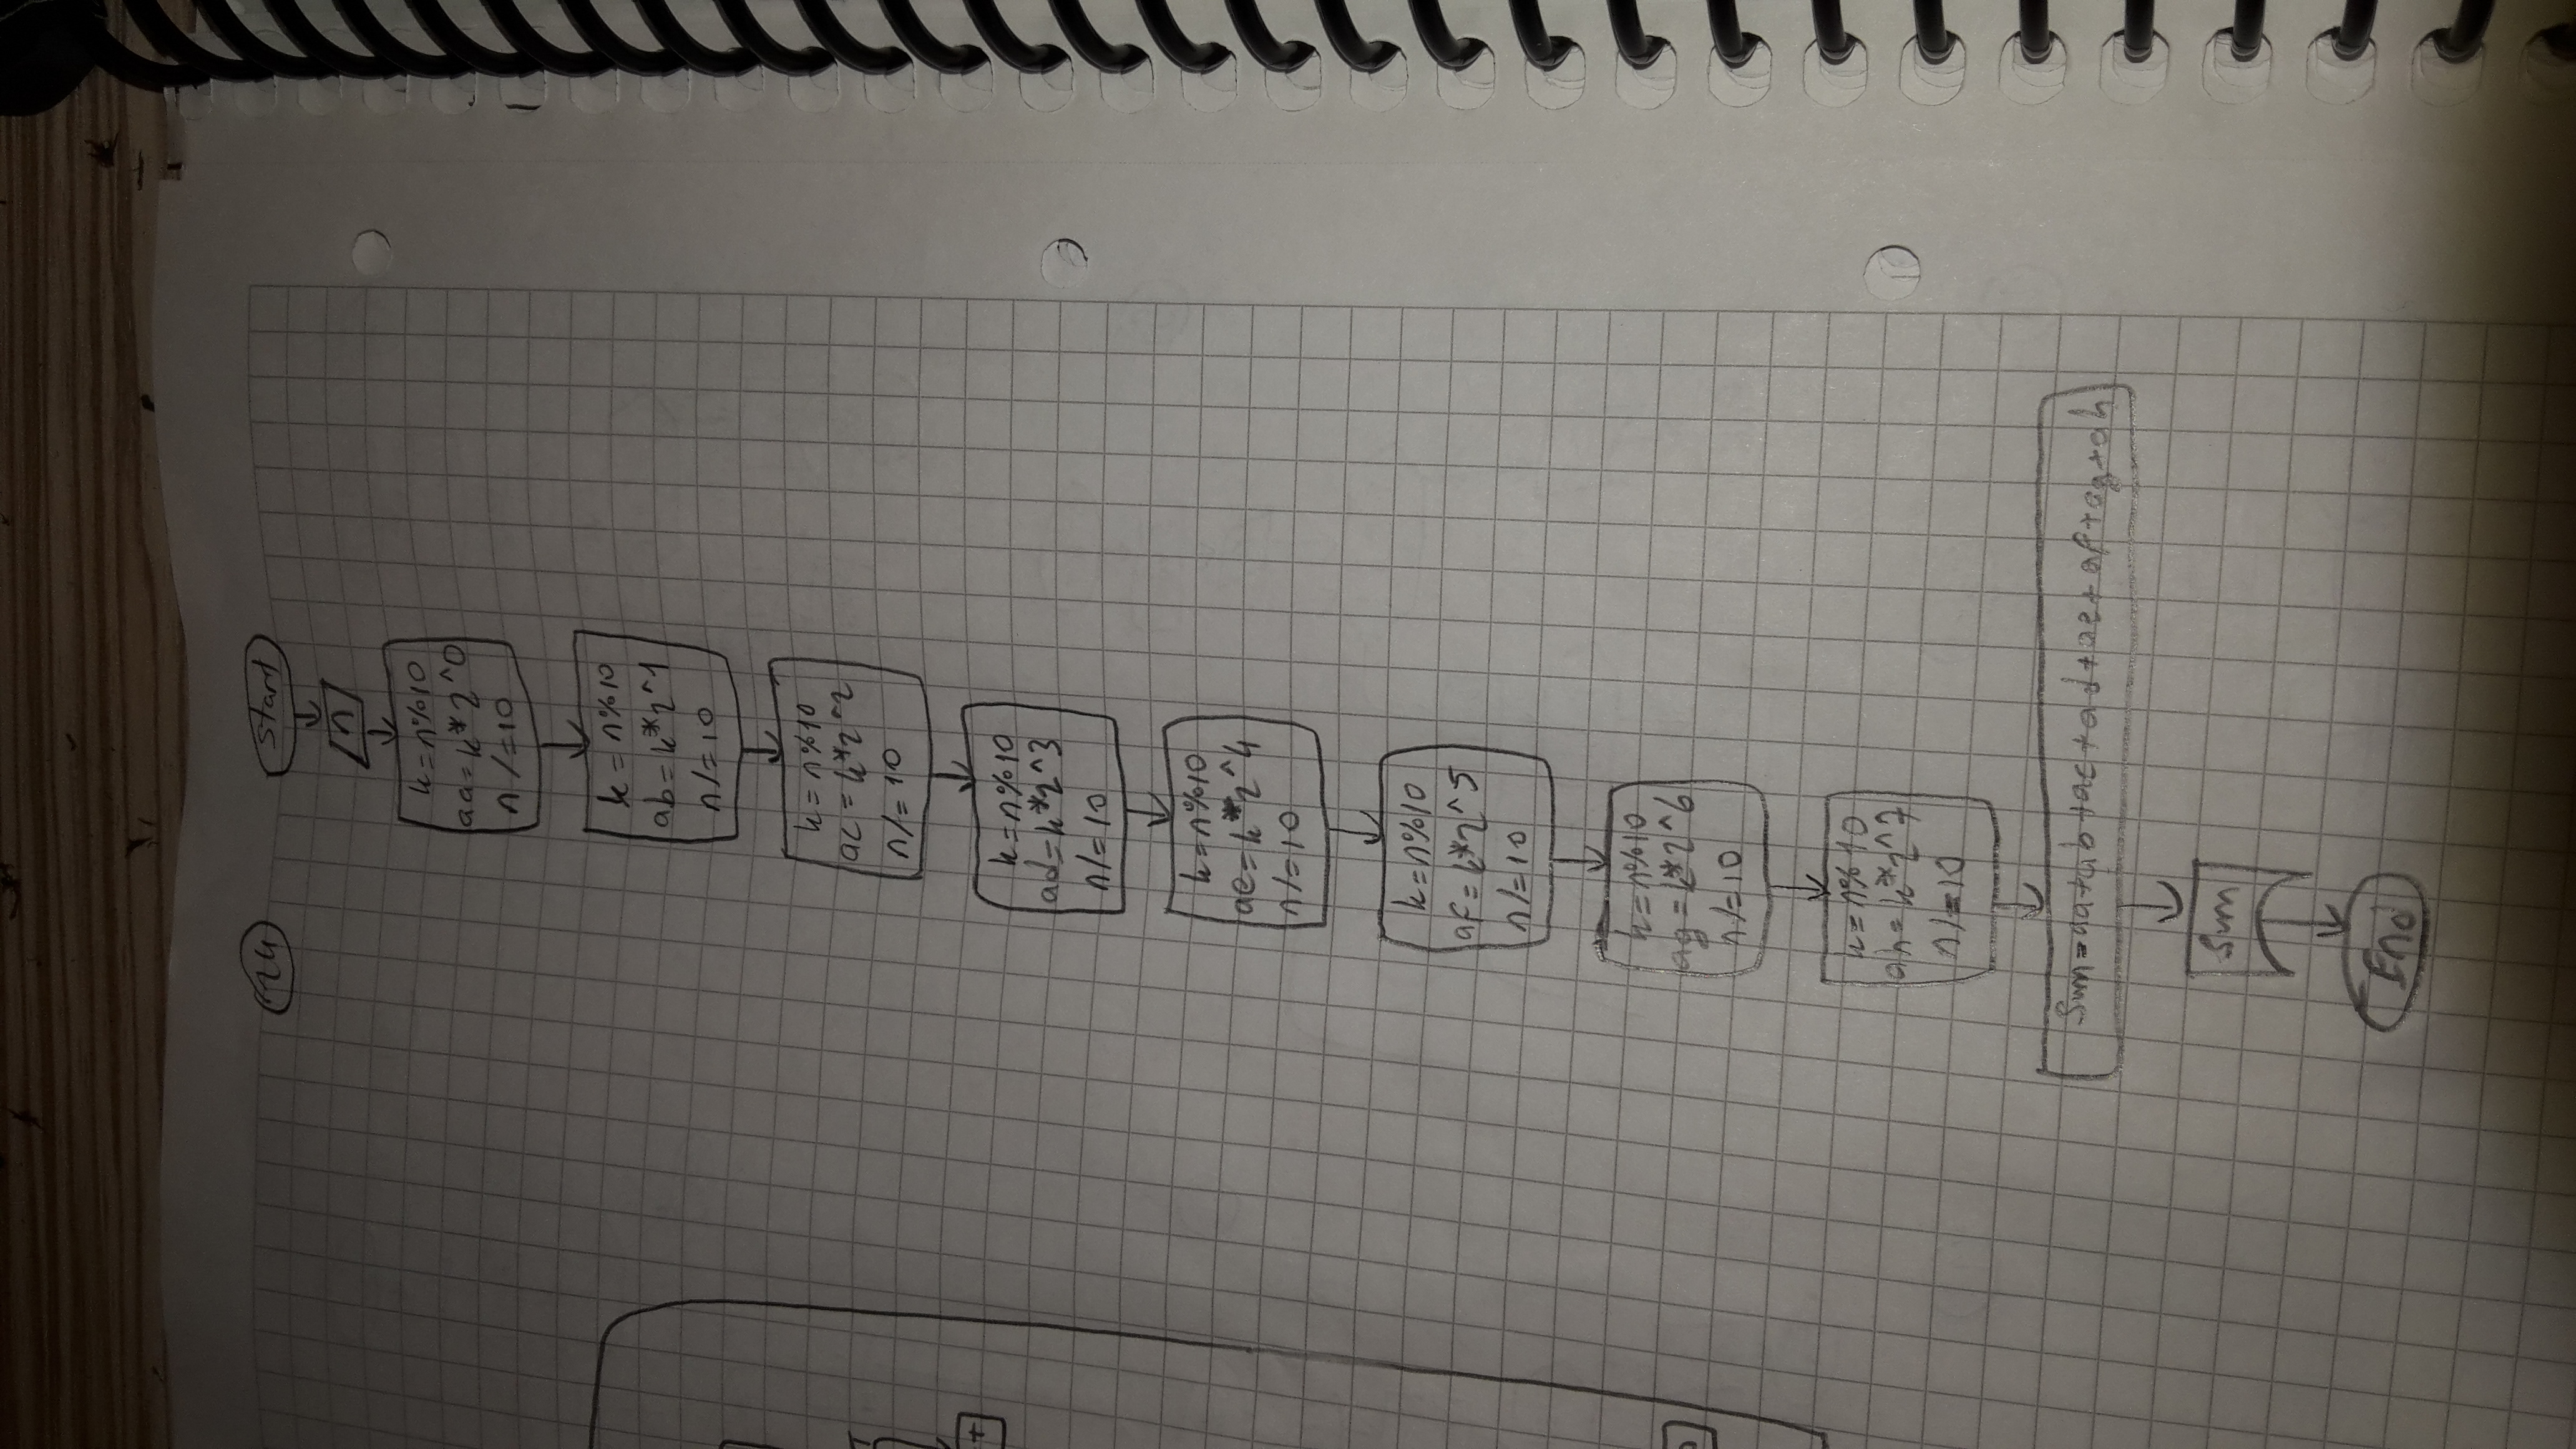 24
Start
n
k=n%10
aa=k*2^0
n/=10
k=n%10
ab=k*2^1
n/=10
k=n%10
ac=k*2^2
n/=10
k=n%10
ad=k*2^3
n/=10
k=n%10
ae=k*2^4
n/=10
k=n%10
af=k*2^5
n/=10
k=n%10
ag=k*2^6
n/=10
k=n%10
ah=k*2^7
n/=10
Sum=aa+ab+ac+ad+ae+af+ag+ah
Sum
End
+